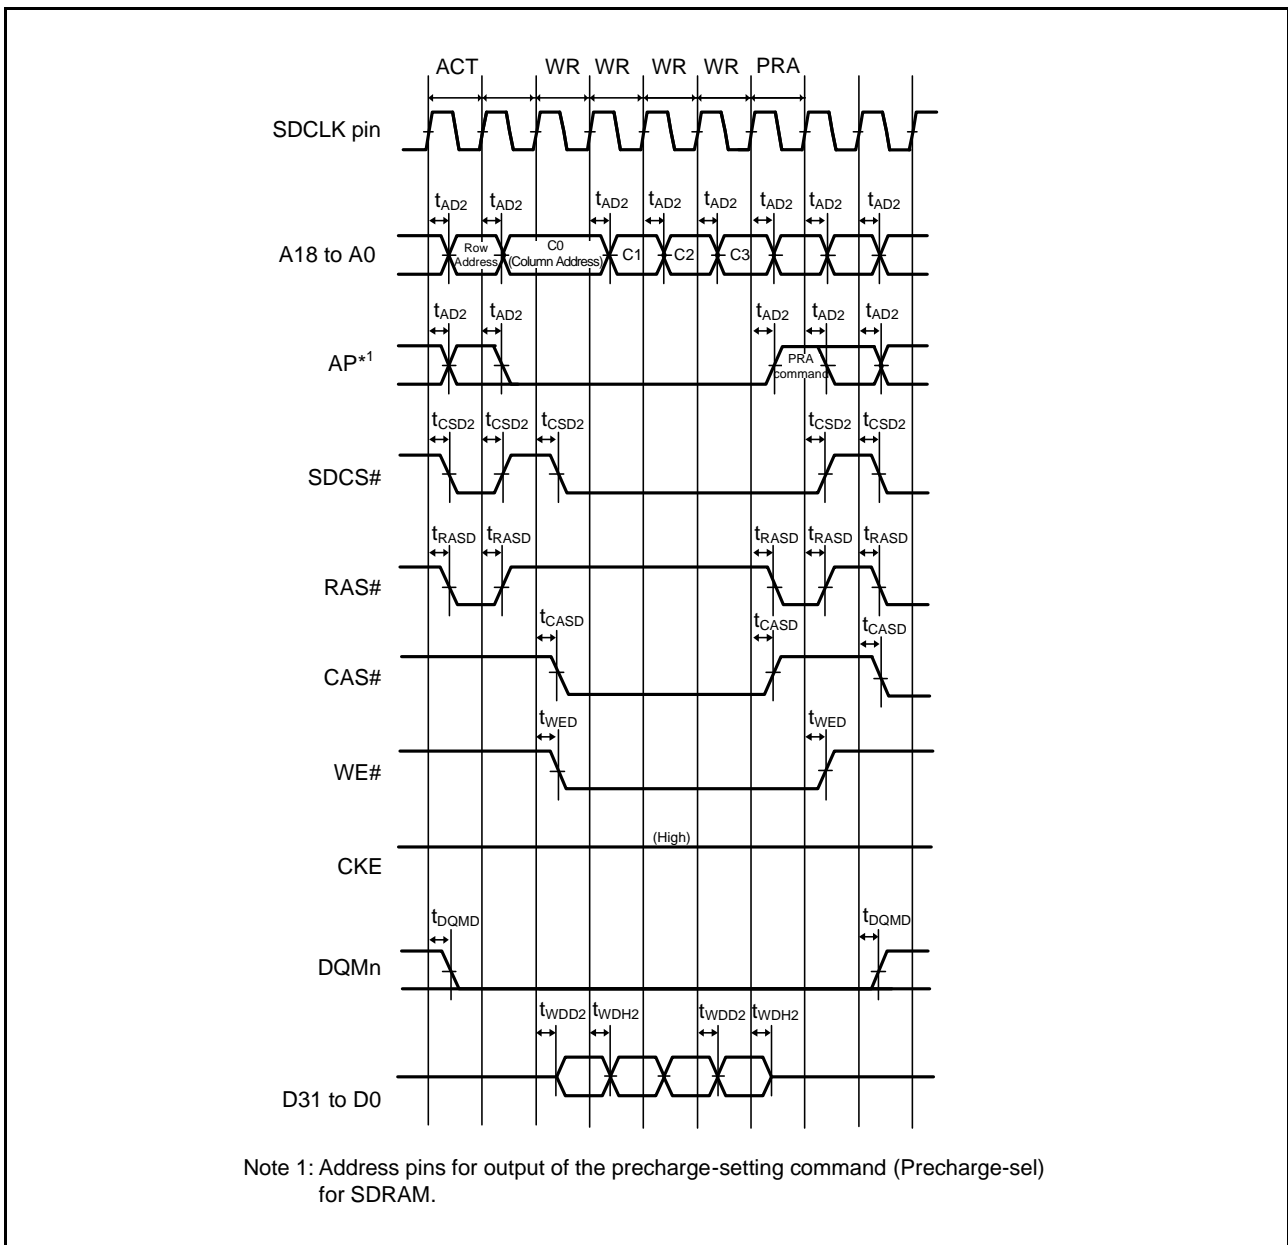 ACT WR WR WR WR PRA
SDCLK pin
tAD2 tAD2 tAD2 tAD2 tAD2 tAD2 tAD2 tAD2
A18 to A0
Row Address
C0 (Column Address)
C1 C2 C3
tAD2 tAD2 tAD2 tAD2 tAD2
AP*1
PRA command
tCSD2 tCSD2 tCSD2 tCSD2 tCSD2
SDCS#
tRASD tRASD tRASD tRASD tRASD
RAS#
tCASD tCASD tCASD
CAS#
tWED tWED
WE#
(High)
CKE
tDQMD tDQMD
DQMn
tWDD2 tWDH2 tWDD2 tWDH2
D31 to D0
Note 1: Address pins for output of the precharge-setting command (Precharge-sel)
for SDRAM.